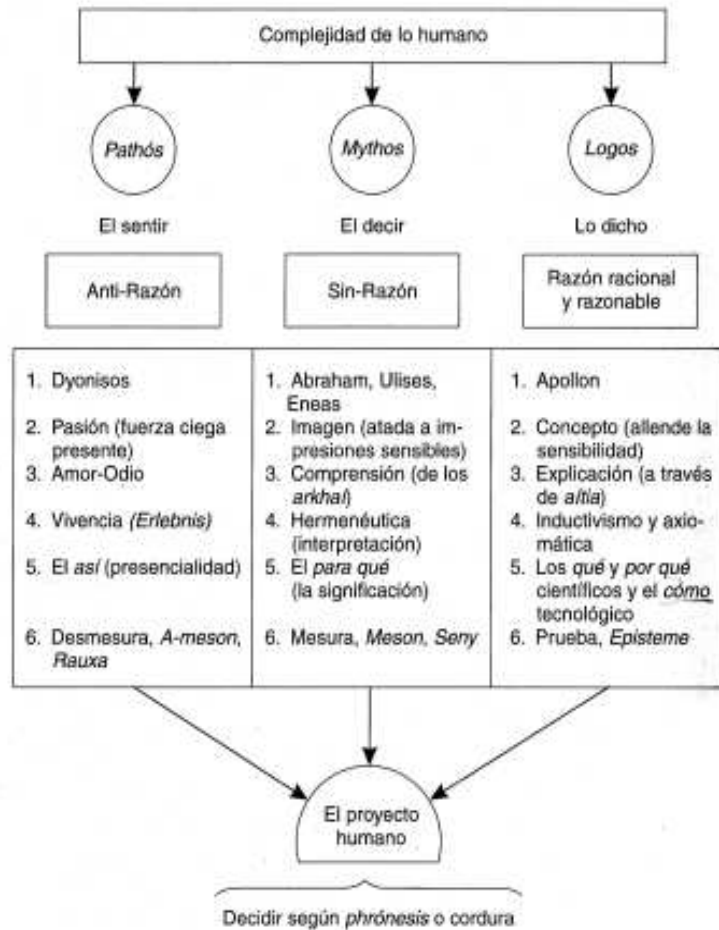 Complejidad de lo humano
Pathós
Mythos
Logos
El sentir
El decir
Lo dicho
Anti-Razón
Sin-Razón
Razón racional
y razonable
1. Dyonisos
2. Pasión (fuerza ciega
presente)
3. Amor-Odio
4. Vivencia (Erlebnis)
5. El así (presencialidad)
6. Desmesura, A-meson,
Rauxa
1. Abraham, Ulises,
Eneas
2. Imagen (atada a im-
presiones sensibles)
3. Comprensión (de los
arkhaí)
4. Hermenéutica
(interpretación)
5. El para qué
(la significación)
6. Mesura, Meson, Seny
1. Apollon
2. Concepto (allende la
sensibilidad)
3. Explicación (a través
de aítia)
4. Inductivismo y axio-
mática
5. Los qué y por qué
científicos y el cómo
tecnológico
6. Prueba, Episteme
El proyecto
humano
Decidir según phrónesis o cordura